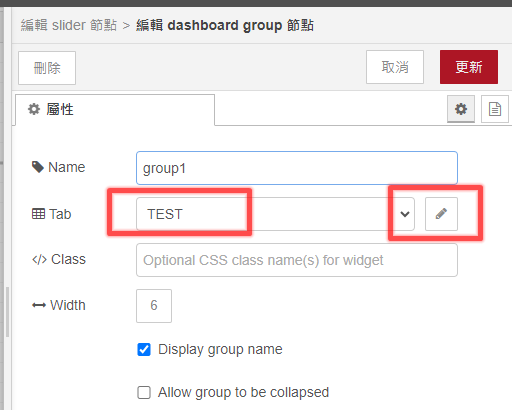 編輯 slider 節點 > 編輯 dashboard group 節點
刪除 取消 更新
屬性
Name group1
Tab TEST
</> Class Optional CSS class name(s) for widget
Width 6
Display group name
Allow group to be collapsed